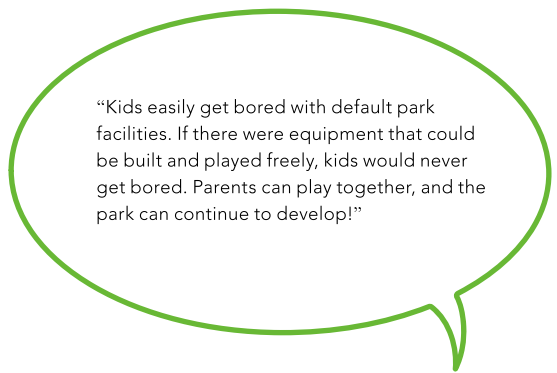 “Kids easily get bored with default park
facilities. If there were equipment that could
be built and played freely, kids would never
get bored. Parents can play together, and the
park can continue to develop!”